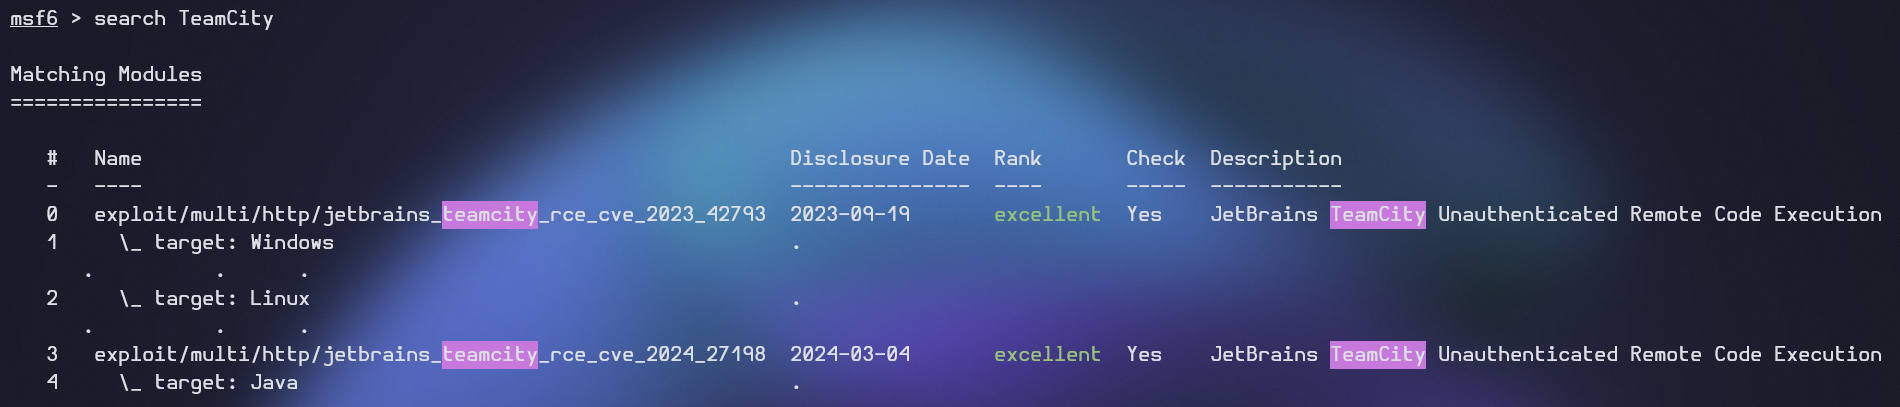 msf6 > search TeamCity
Matching Modules
================
#   Name                                                      Disclosure Date  Rank       Check  Description
-   ----                                                      ---------------  ----       -----  -----------
0   exploit/multi/http/jetbrains_teamcity_rce_cve_2023_42793  2023-09-19       excellent  Yes    JetBrains TeamCity Unauthenticated Remote Code Execution
1     \_ target: Windows                                      .
.          .      .
2     \_ target: Linux                                        .
.          .      .
3   exploit/multi/http/jetbrains_teamcity_rce_cve_2024_27198  2024-03-04       excellent  Yes    JetBrains TeamCity Unauthenticated Remote Code Execution
4     \_ target: Java                                         .